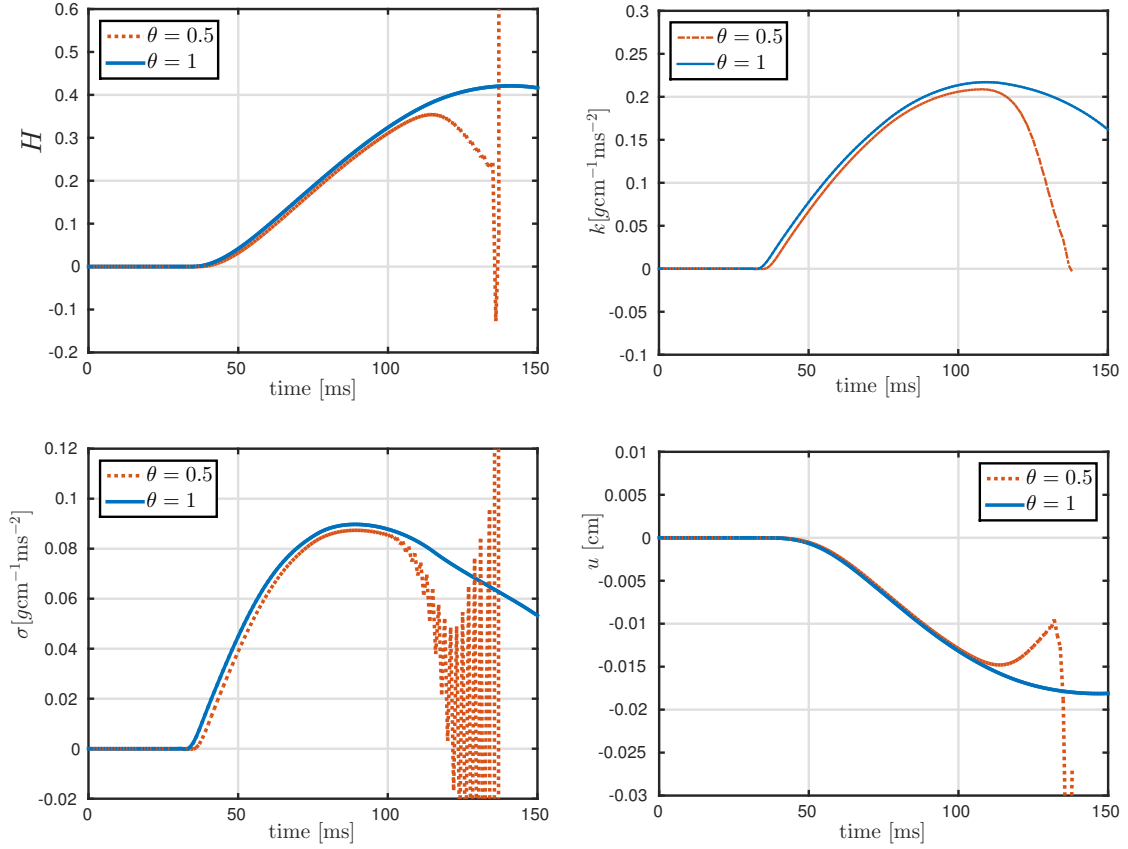 0.6
0.5
0.4
0.3
0.2
0.1
0
-0.1
-0.2
H
θ = 0.5
θ = 1
0 50 100 150
time [ms]
0.3
0.25
0.20
0.15
0.10
0.05
0
-0.05
-0.1
k[gcm⁻¹ms⁻²]
θ = 0.5
θ = 1
0 50 100 150
time [ms]
0.12
0.1
0.08
0.06
0.04
0.02
0
-0.02
σ[gcm⁻¹ms⁻²]
θ = 0.5
θ = 1
0 50 100 150
time [ms]
0.01
0.005
0
-0.005
-0.01
-0.015
-0.02
-0.025
-0.03
u [cm]
θ = 0.5
θ = 1
0 50 100 150
time [ms]